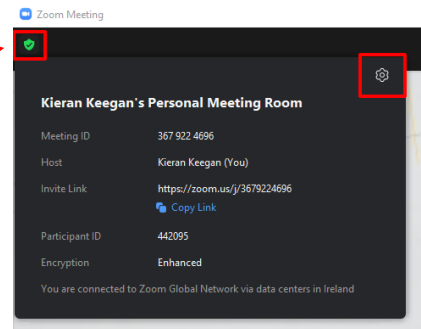 Zoom Meeting
Kieran Keegan's Personal Meeting Room
Meeting ID 367 922 4696
Host Kieran Keegan (You)
Invite Link https://zoom.us/j/3679224696
Copy Link
Participant ID 442095
Encryption Enhanced
You are connected to Zoom Global Network via data centers in Ireland